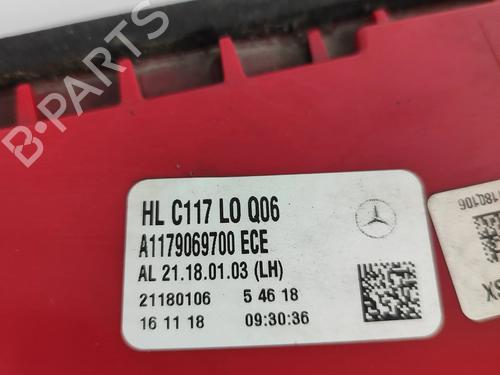 B-PARTS
HL C117 LO Q06
A1179069700 ECE
AL 21.18.01.03 (LH)
21180106 5 46 18
16 11 18 09:30:36